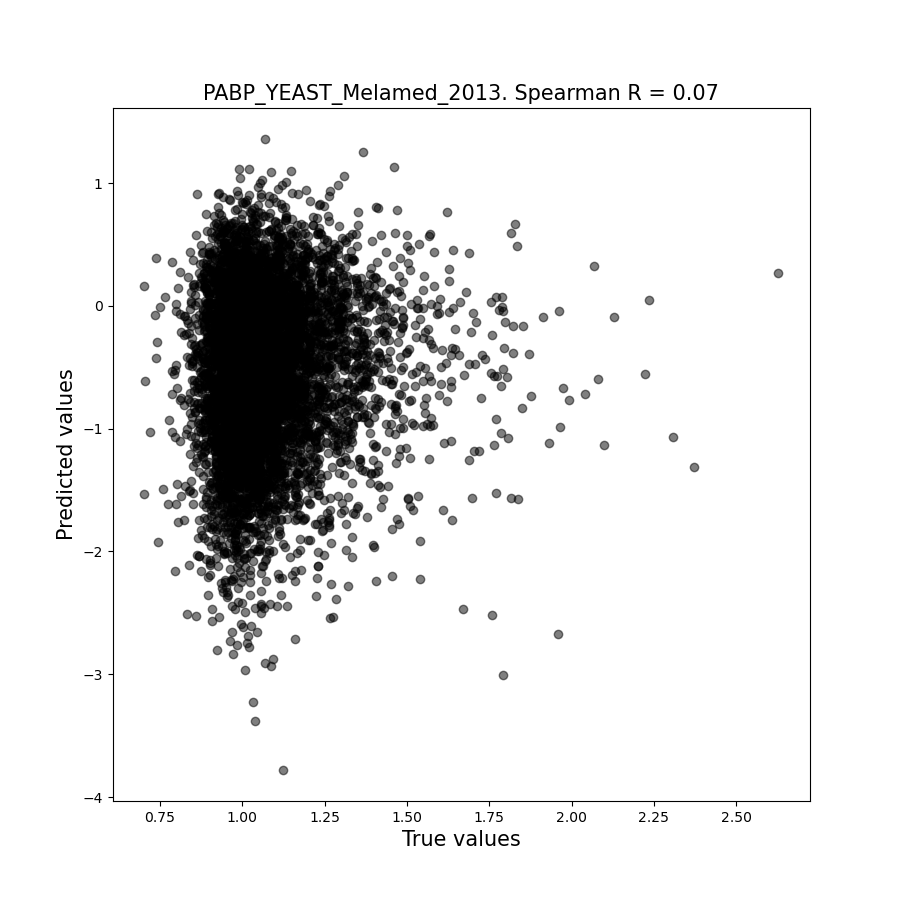 PABP_YEAST_Melamed_2013. Spearman R = 0.07
Predicted values
1
0
−1
−2
−3
−4
0.75 1.00 1.25 1.50 1.75 2.00 2.25 2.50
True values